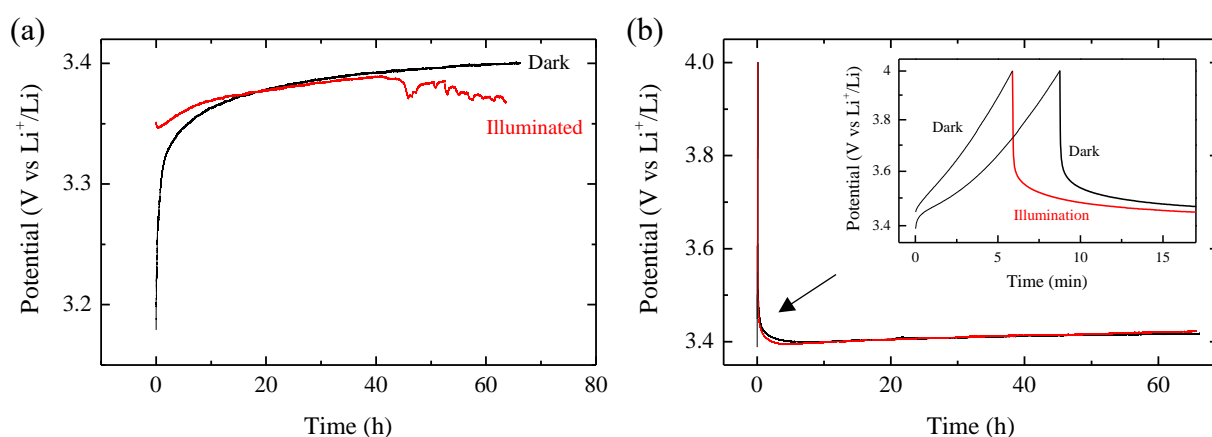 (a)
Potential (V vs Li⁺/Li)
3.4
3.3
3.2
Dark
Illuminated
0
20
40
60
80
Time (h)
(b)
Potential (V vs Li⁺/Li)
4.0
3.8
3.6
3.4
0
20
40
60
Time (h)
Potential (V vs Li⁺/Li)
4.0
3.8
3.6
3.4
Dark
Dark
Illumination
0
5
10
15
Time (min)